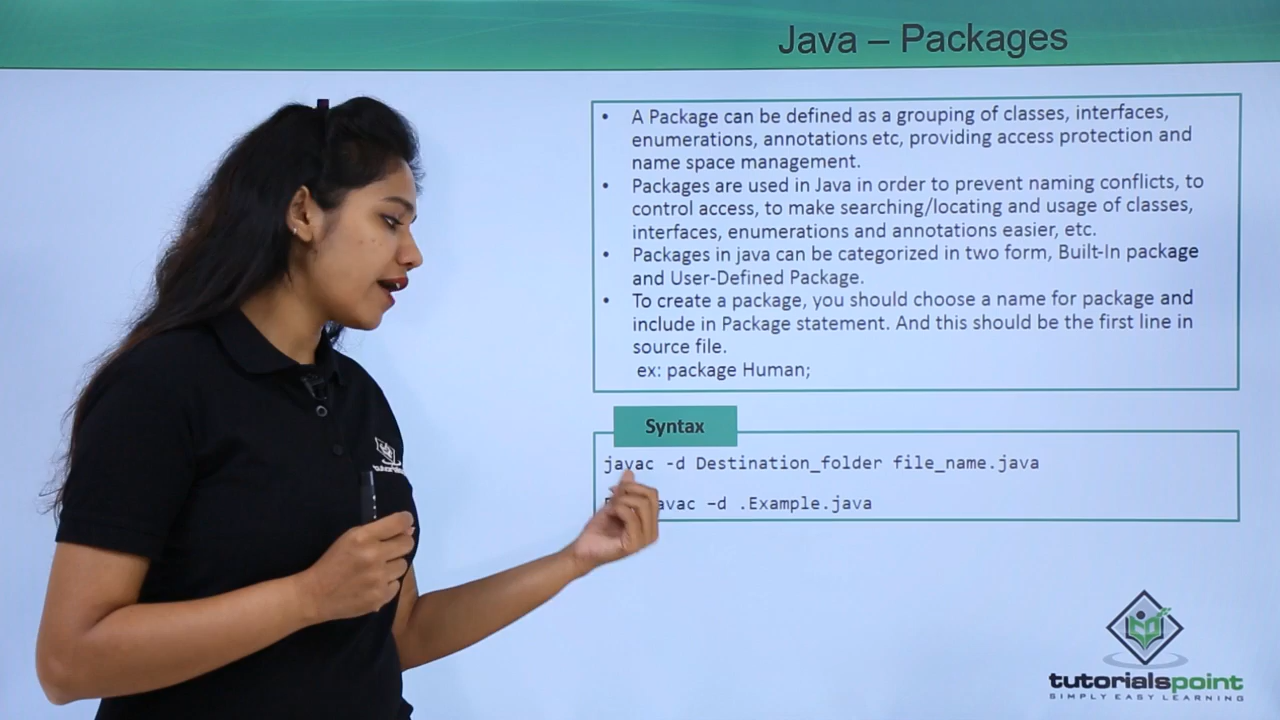 Java – Packages
• A Package can be defined as a grouping of classes, interfaces,
enumerations, annotations etc, providing access protection and
name space management.
• Packages are used in Java in order to prevent naming conflicts, to
control access, to make searching/locating and usage of classes,
interfaces, enumerations and annotations easier, etc.
• Packages in java can be categorized in two form, Built-In package
and User-Defined Package.
• To create a package, you should choose a name for package and
include in Package statement. And this should be the first line in
source file.
ex: package Human;
Syntax
javac -d Destination_folder file_name.java
avac –d .Example.java
tutorialspoint
SIMPLY EASY LEARNING